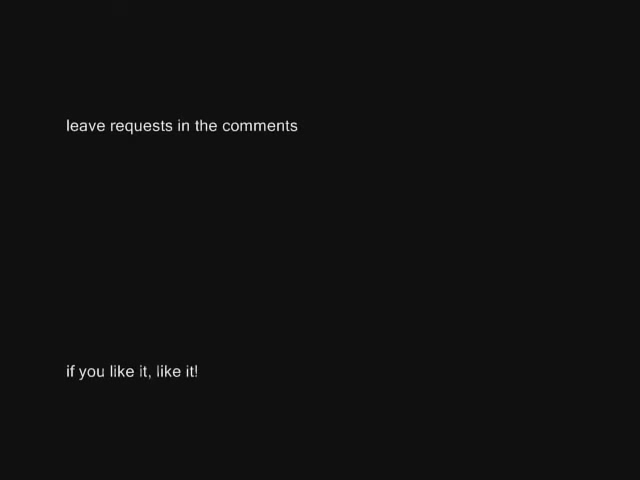 leave requests in the comments
if you like it, like it!